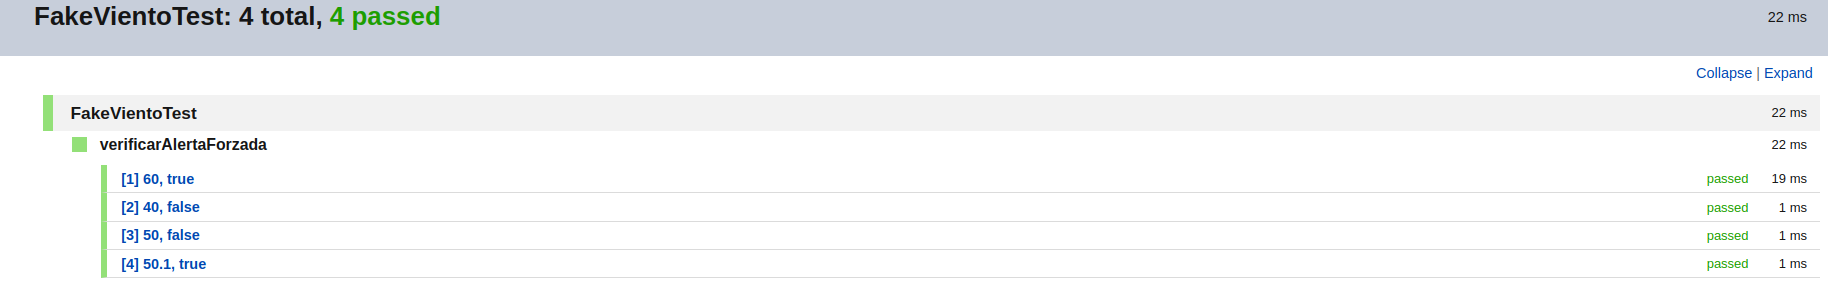 FakeVientoTest: 4 total, 4 passed 22 ms
Collapse | Expand
FakeVientoTest 22 ms
verificarAlertaForzada 22 ms
[1] 60, true passed 19 ms
[2] 40, false passed 1 ms
[3] 50, false passed 1 ms
[4] 50.1, true passed 1 ms